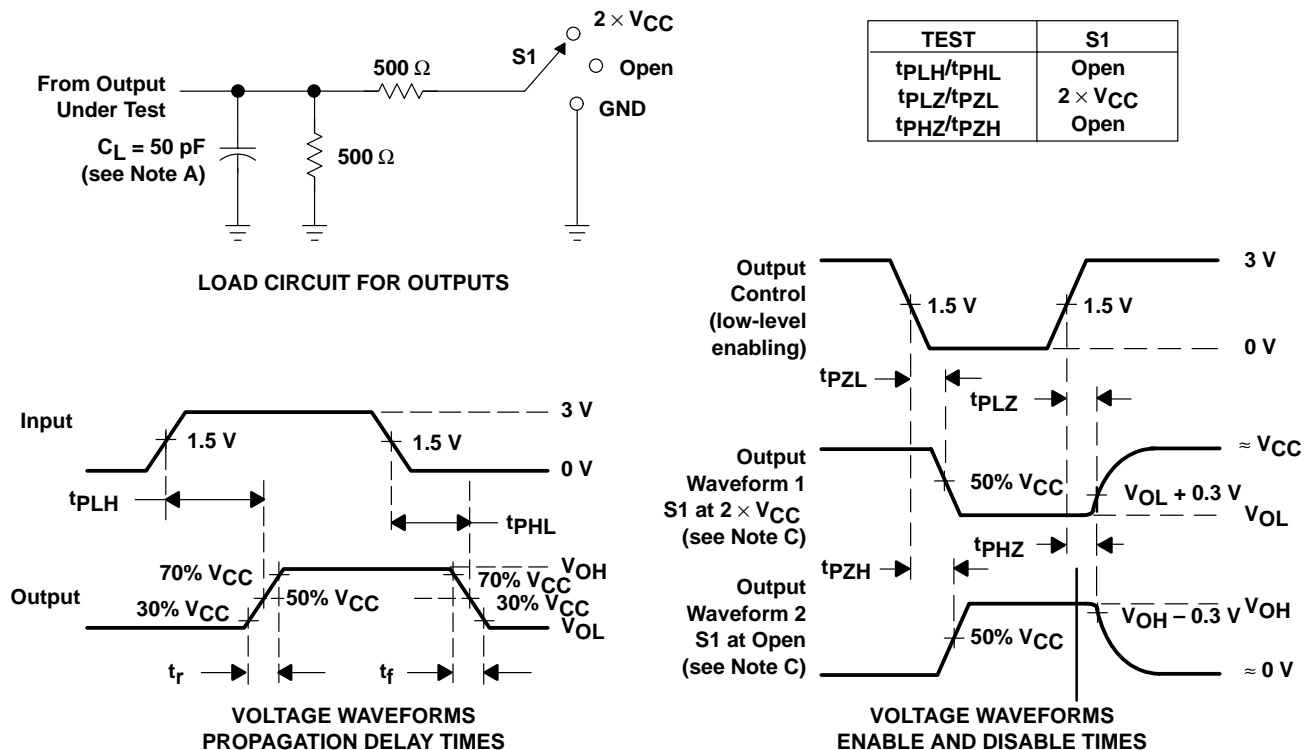 2 × VCC
S1
Open
GND
500 Ω
From Output
Under Test
CL = 50 pF
(see Note A)
500 Ω
LOAD CIRCUIT FOR OUTPUTS
TEST S1
tPLH/tPHL Open
tPLZ/tPZL 2 × VCC
tPHZ/tPZH Open
Input
3 V
1.5 V
1.5 V
0 V
tPLH
tPHL
Output
VOH
70% VCC
70% VCC
50% VCC
30% VCC
30% VCC
VOL
tr
tf
VOLTAGE WAVEFORMS
PROPAGATION DELAY TIMES
Output
Control
(low-level
enabling)
3 V
1.5 V
1.5 V
0 V
tPZL
tPLZ
Output
Waveform 1
S1 at 2 × VCC
(see Note C)
≈ VCC
50% VCC
VOL + 0.3 V
VOL
tPZH
tPHZ
Output
Waveform 2
S1 at Open
(see Note C)
VOH
VOH − 0.3 V
50% VCC
≈ 0 V
VOLTAGE WAVEFORMS
ENABLE AND DISABLE TIMES